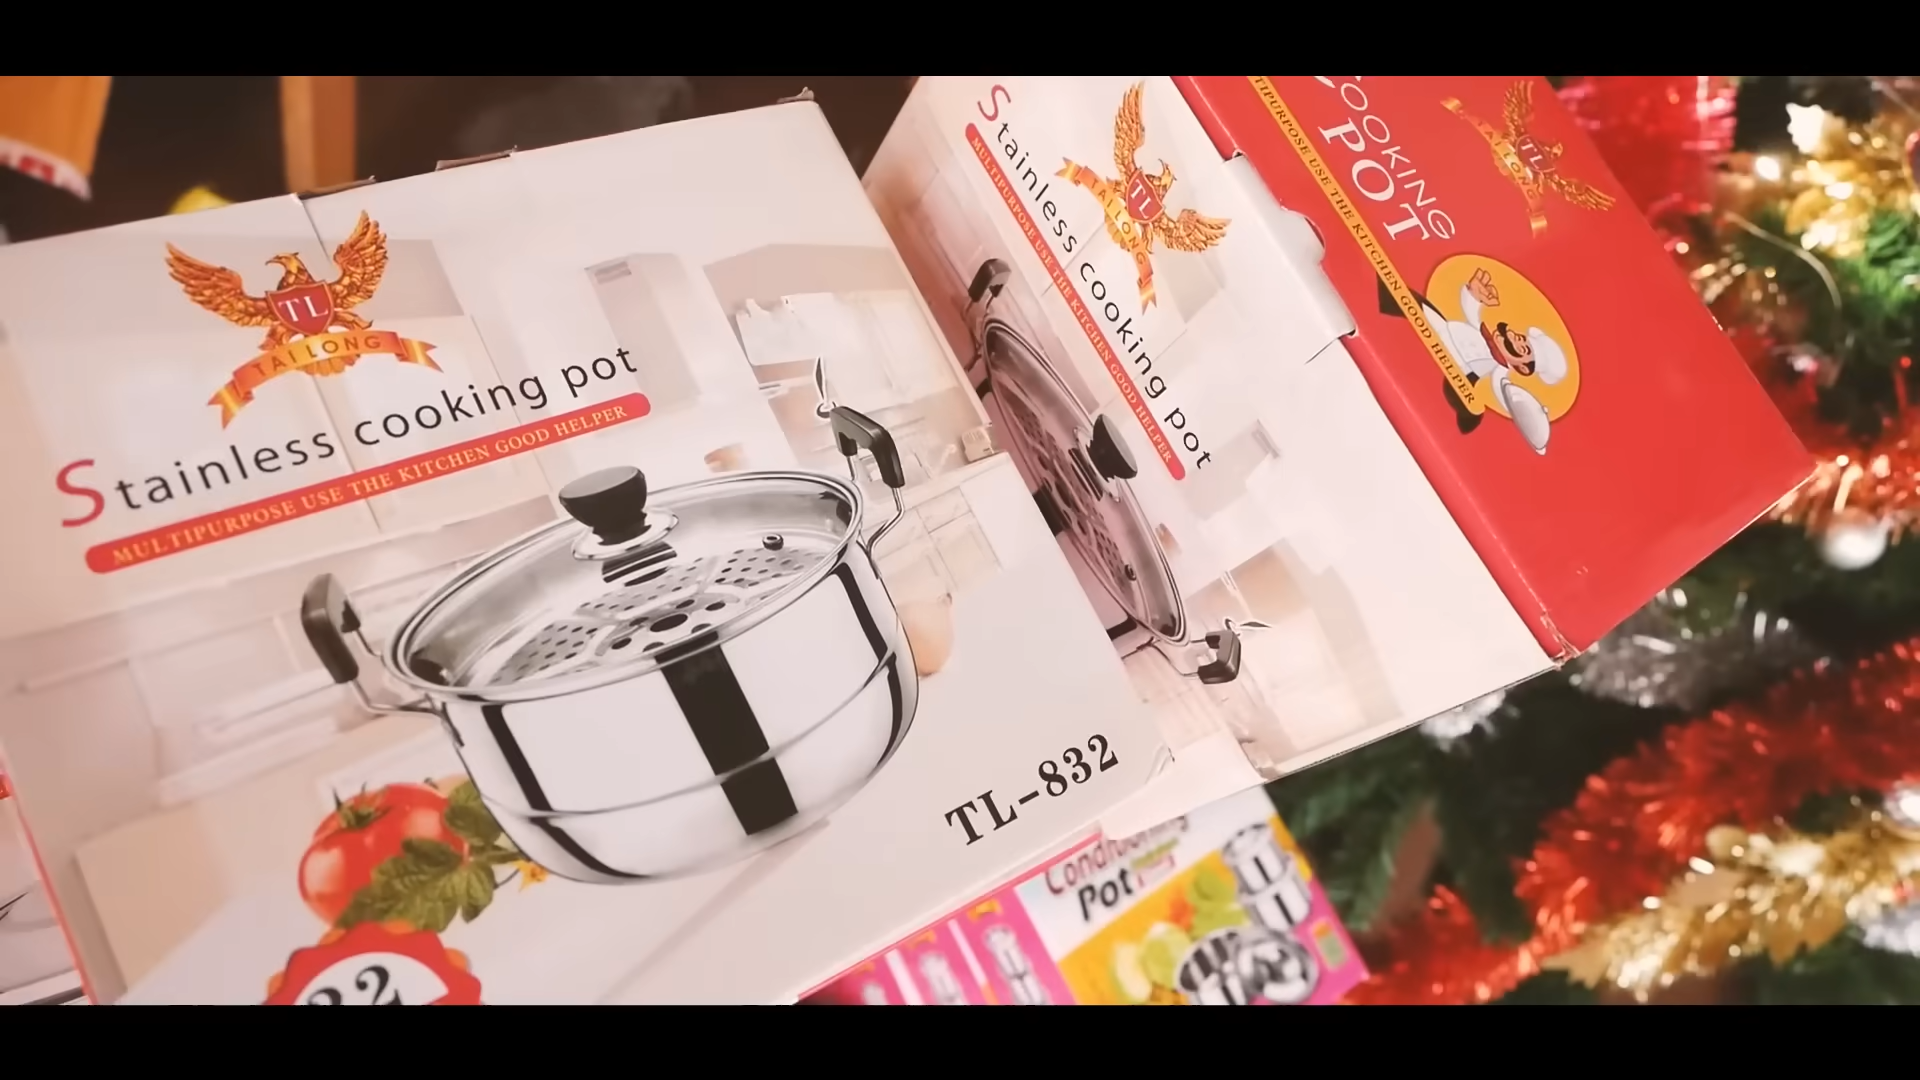 TL
TAI LONG
Stainless cooking pot
MULTIPURPOSE USE THE KITCHEN GOOD HELPER
TL-832
Stainless cooking pot
MULTIPURPOSE USE THE KITCHEN GOOD HELPER
TL
TAI LONG
COOKING
POT
MULTIPURPOSE USE THE KITCHEN GOOD HELPER
TL
TAI LONG
Pot